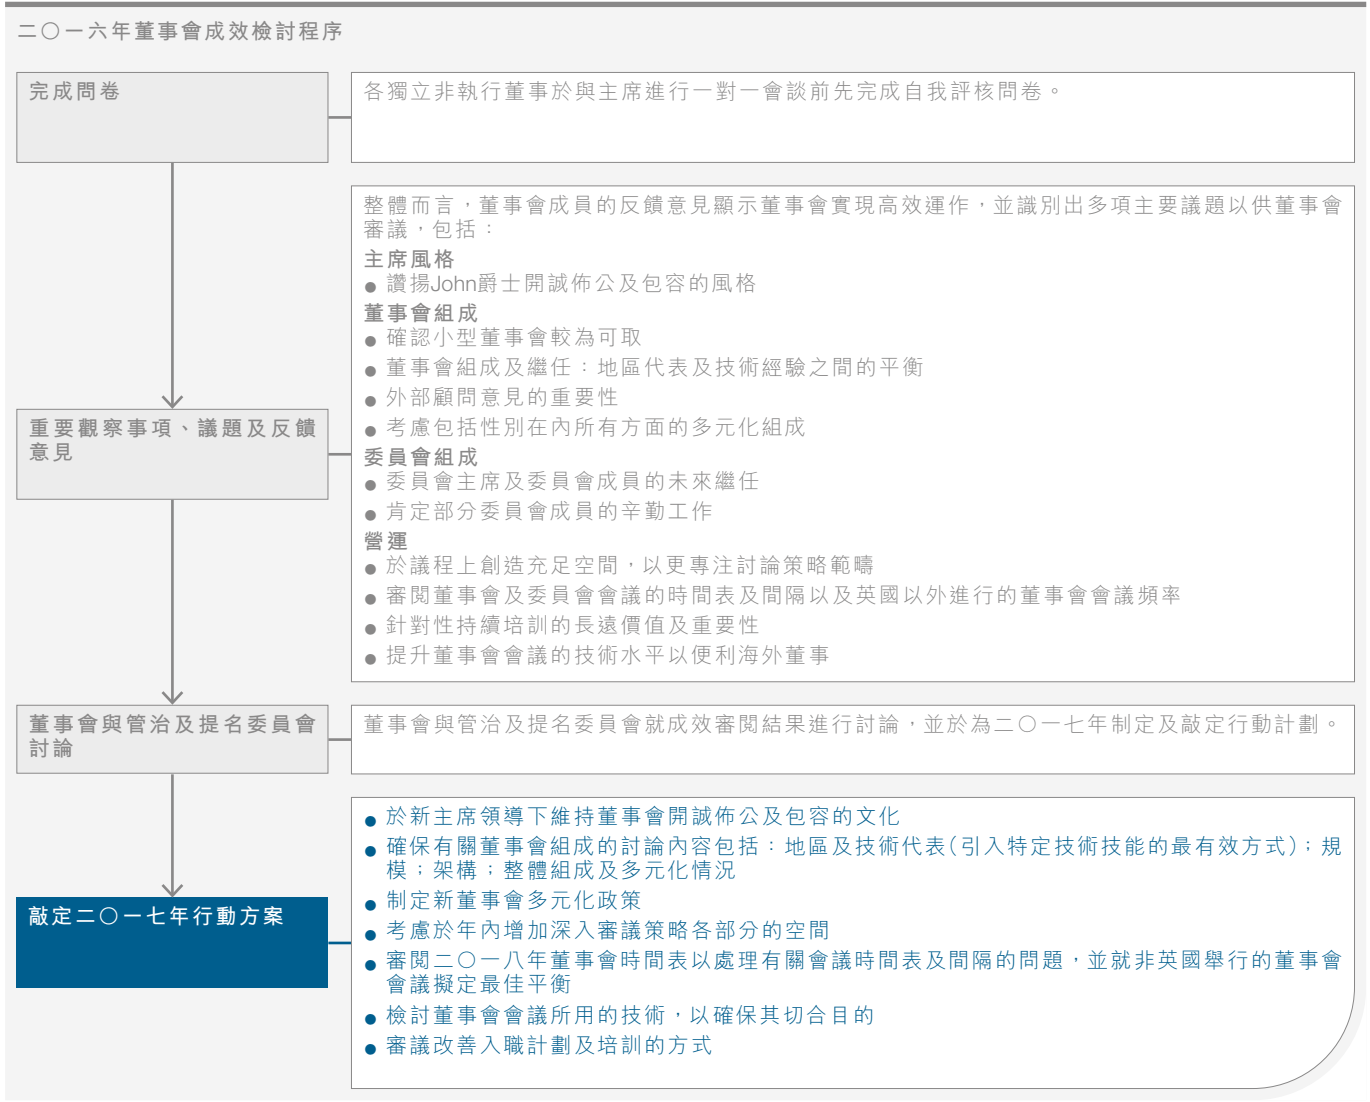 二〇一六年董事會成效檢討程序
完成問卷
各獨立非執行董事於與主席進行一對一會談前先完成自我評核問卷。
整體而言，董事會成員的反饋意見顯示董事會實現高效運作，並識別出多項主要議題以供董事會
審議，包括：
主席風格
● 讚揚John爵士開誠佈公及包容的風格
董事會組成
● 確認小型董事會較為可取
● 董事會組成及繼任：地區代表及技術經驗之間的平衡
● 外部顧問意見的重要性
● 考慮包括性別在內所有方面的多元化組成
重要觀察事項、議題及反饋
意見
委員會組成
● 委員會主席及委員會成員的未來繼任
● 肯定部分委員會成員的辛勤工作
營運
● 於議程上創造充足空間，以更專注討論策略範疇
● 審閱董事會及委員會會議的時間表及間隔以及英國以外進行的董事會會議頻率
● 針對性持續培訓的長遠價值及重要性
● 提升董事會會議的技術水平以便利海外董事
董事會與管治及提名委員會
討論
董事會與管治及提名委員會就成效審閱結果進行討論，並於為二〇一七年制定及敲定行動計劃。
敲定二〇一七年行動方案
● 於新主席領導下維持董事會開誠佈公及包容的文化
● 確保有關董事會組成的討論內容包括：地區及技術代表（引入特定技術技能的最有效方式）；規
模；架構；整體組成及多元化情況
● 制定新董事會多元化政策
● 考慮於年內增加深入審議策略各部分的空間
● 審閱二〇一八年董事會時間表以處理有關會議時間表及間隔的問題，並就非英國舉行的董事會
會議擬定最佳平衡
● 檢討董事會會議所用的技術，以確保其切合目的
● 審議改善入職計劃及培訓的方式